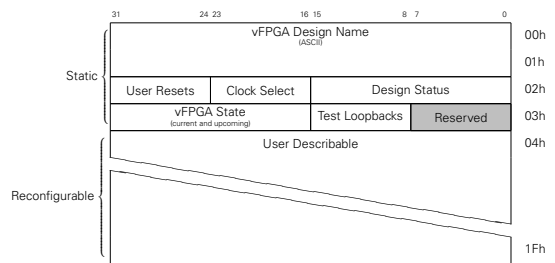 31 24 23 16 15 8 7 0
vFPGA Design Name
(ASCII)
00h
01h
Static
User Resets Clock Select Design Status 02h
vFPGA State
(current and upcoming)
Test Loopbacks Reserved 03h
User Describable 04h
Reconfigurable
1Fh